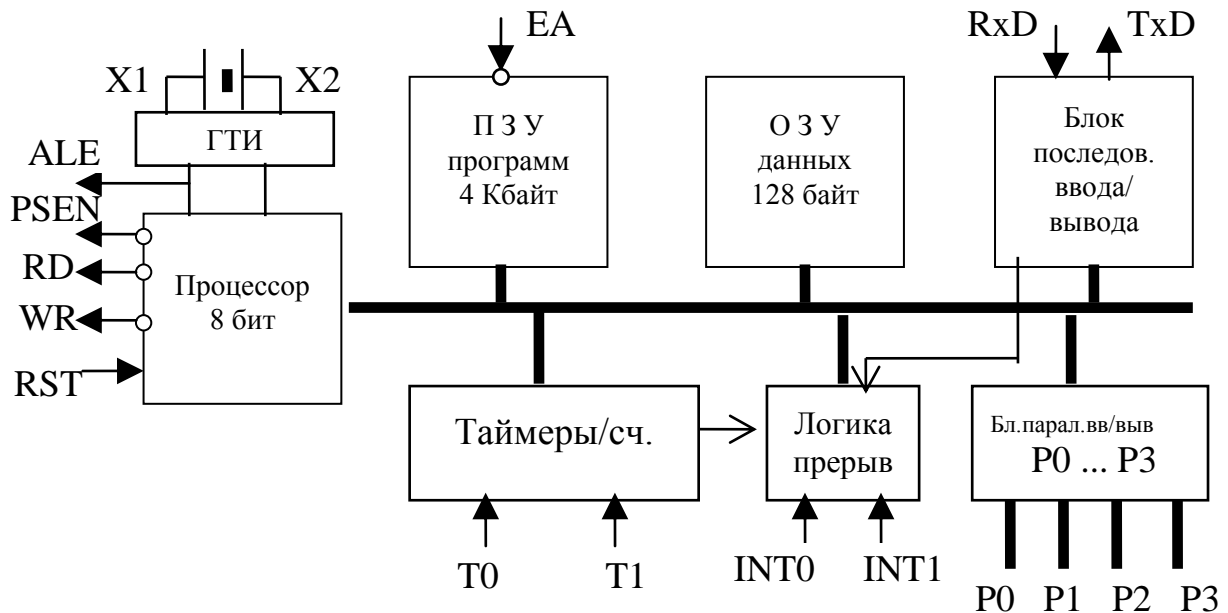 EA
RxD
TxD
X1
X2
ГТИ
ALE
PSEN
RD
WR
RST
Процессор
8 бит
П З У
программ
4 Кбайт
О З У
данных
128 байт
Блок
последов.
ввода/
вывода
Таймеры/сч.
Логика
прерыв
Бл.парал.вв/выв
P0 ... P3
T0
T1
INT0
INT1
P0
P1
P2
P3